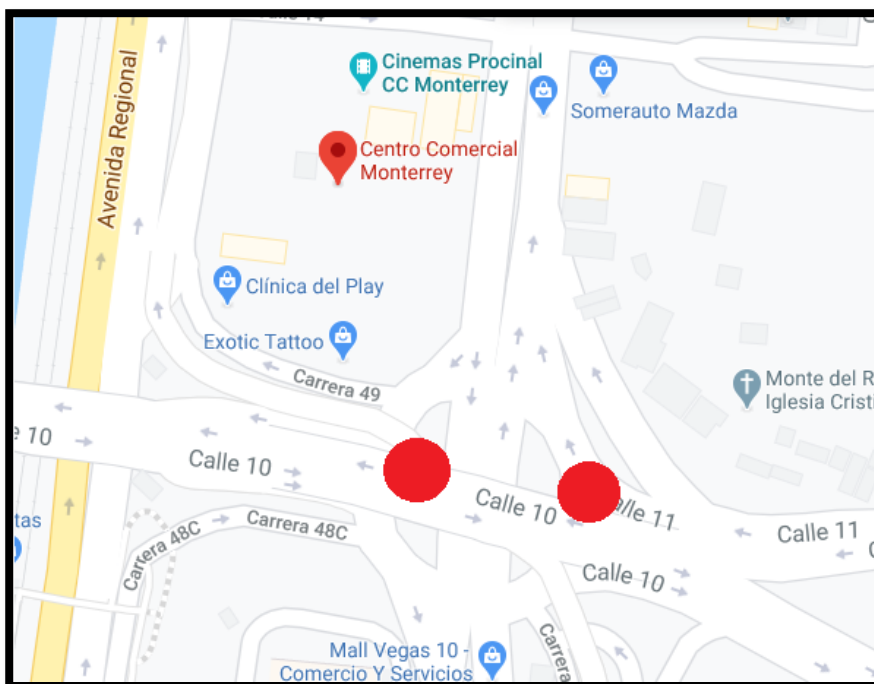 Cinemas Procinal
CC Monterrey
Somerauto Mazda
Avenida Regional
Centro Comercial
Monterrey
Clínica del Play
Exotic Tattoo
Carrera 49
Monte del R
Iglesia Cristi
e 10
Calle 10
Calle 10
alle 11
Calle 11
C
tas
Carrera 48C
Carrera 48C
Calle 10
Carrera
Mall Vegas 10 -
Comercio Y Servicios